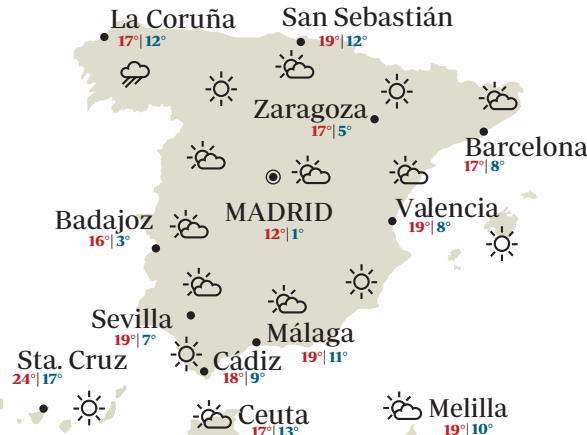 La Coruña
17°|12°
San Sebastián
19°|12°
Zaragoza
17°|5°
Barcelona
17°|8°
MADRID
12°|1°
Valencia
19°|8°
Badajoz
16°|3°
Sevilla
19°|7°
Málaga
19°|11°
Cádiz
18°|9°
Sta. Cruz
24°|17°
Ceuta
17°|13°
Melilla
19°|10°